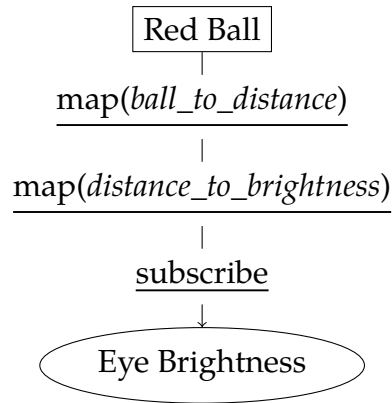 Red Ball
map(ball_to_distance)
map(distance_to_brightness)
subscribe
Eye Brightness